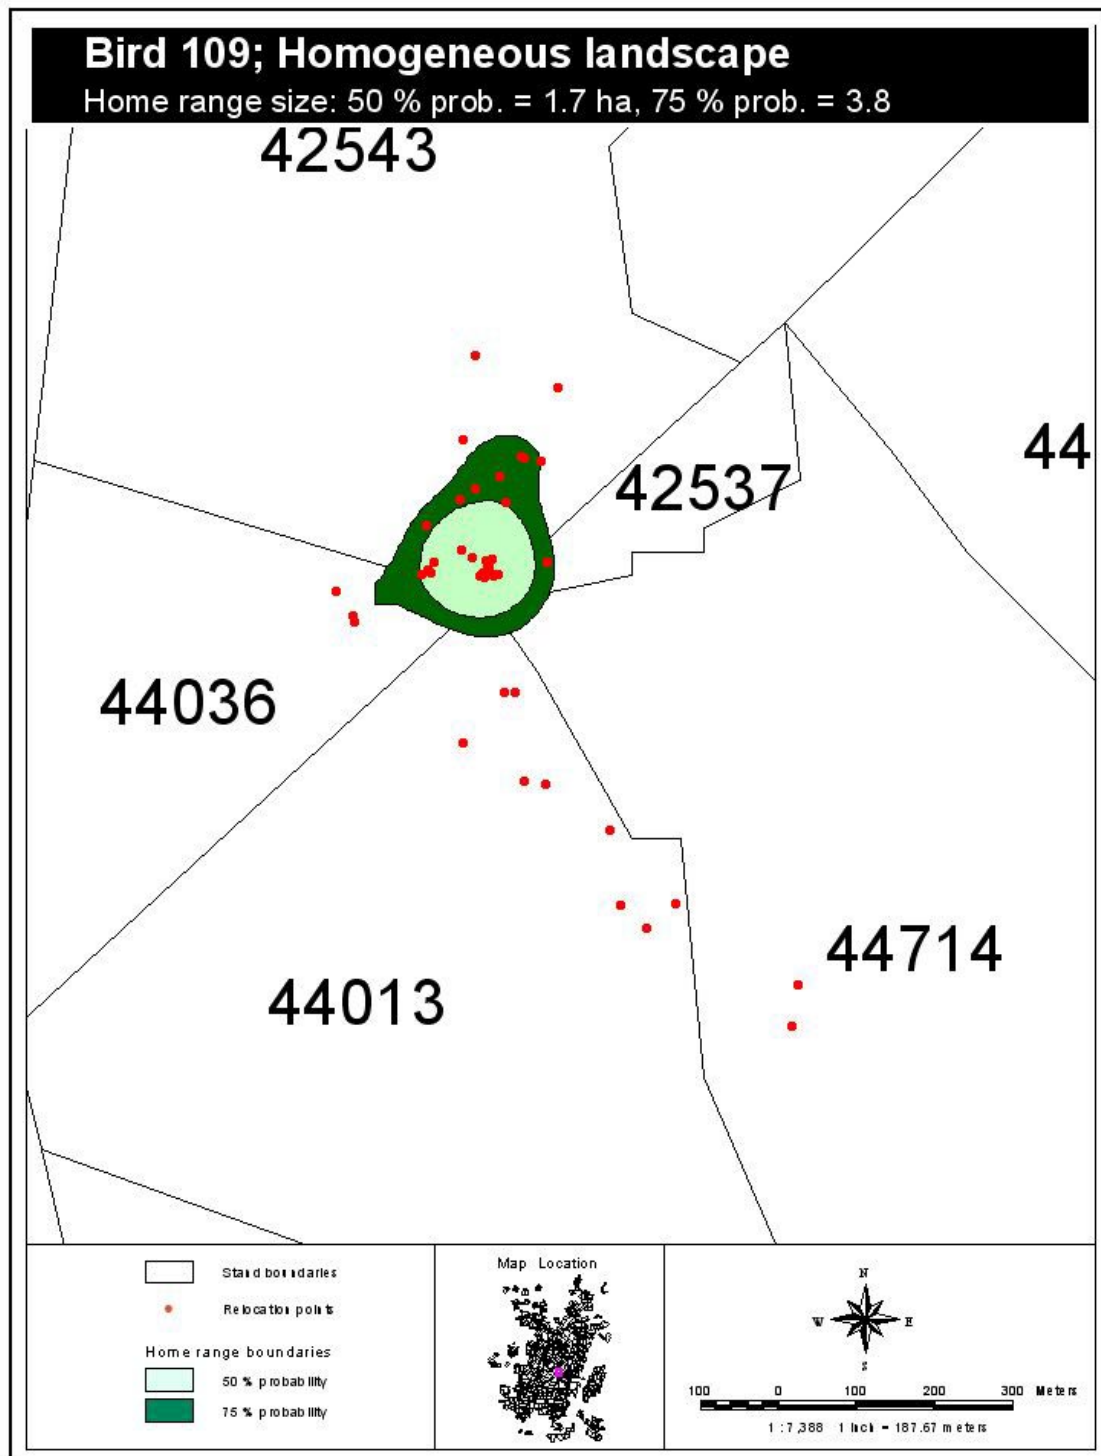 Bird 109; Homogeneous landscape
Home range size: 50 % prob. = 1.7 ha, 75 % prob. = 3.8
42543
44
42537
44036
44714
44013
Stand boundaries
Relocation points
Home range boundaries
50 % probability
75 % probability
Map Location
N
W E
S
100 0 100 200 300 Meters
1 : 7,388 1 Inch = 187.67 meters